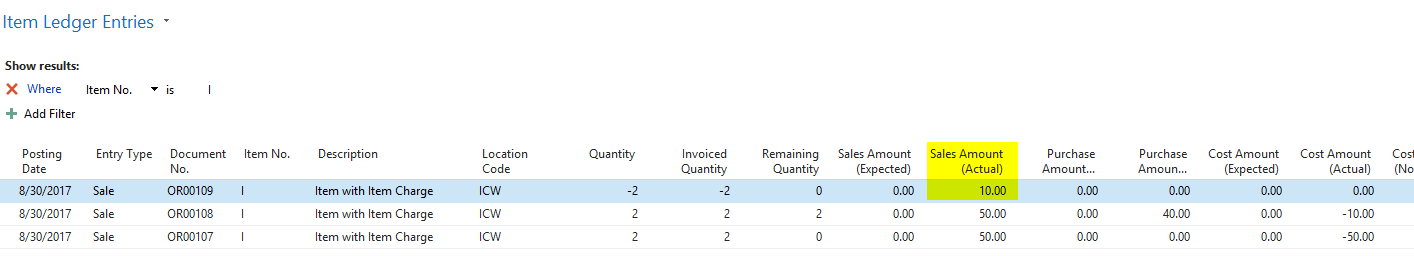 Item Ledger Entries
Show results:
Where Item No. is I
Add Filter
Posting Date Entry Type Document No. Item No. Description Location Code Quantity Invoiced Quantity Remaining Quantity Sales Amount (Expected) Sales Amount (Actual) Purchase Amount... Purchase Amoun... Cost Amount (Expected) Cost Amount (Actual) Cost (No
8/30/2017 Sale OR00109 I Item with Item Charge ICW -2 -2 0 0.00 10.00 0.00 0.00 0.00 0.00
8/30/2017 Sale OR00108 I Item with Item Charge ICW 2 2 2 0.00 50.00 0.00 40.00 0.00 -10.00
8/30/2017 Sale OR00107 I Item with Item Charge ICW 2 2 0 0.00 50.00 0.00 0.00 0.00 -50.00